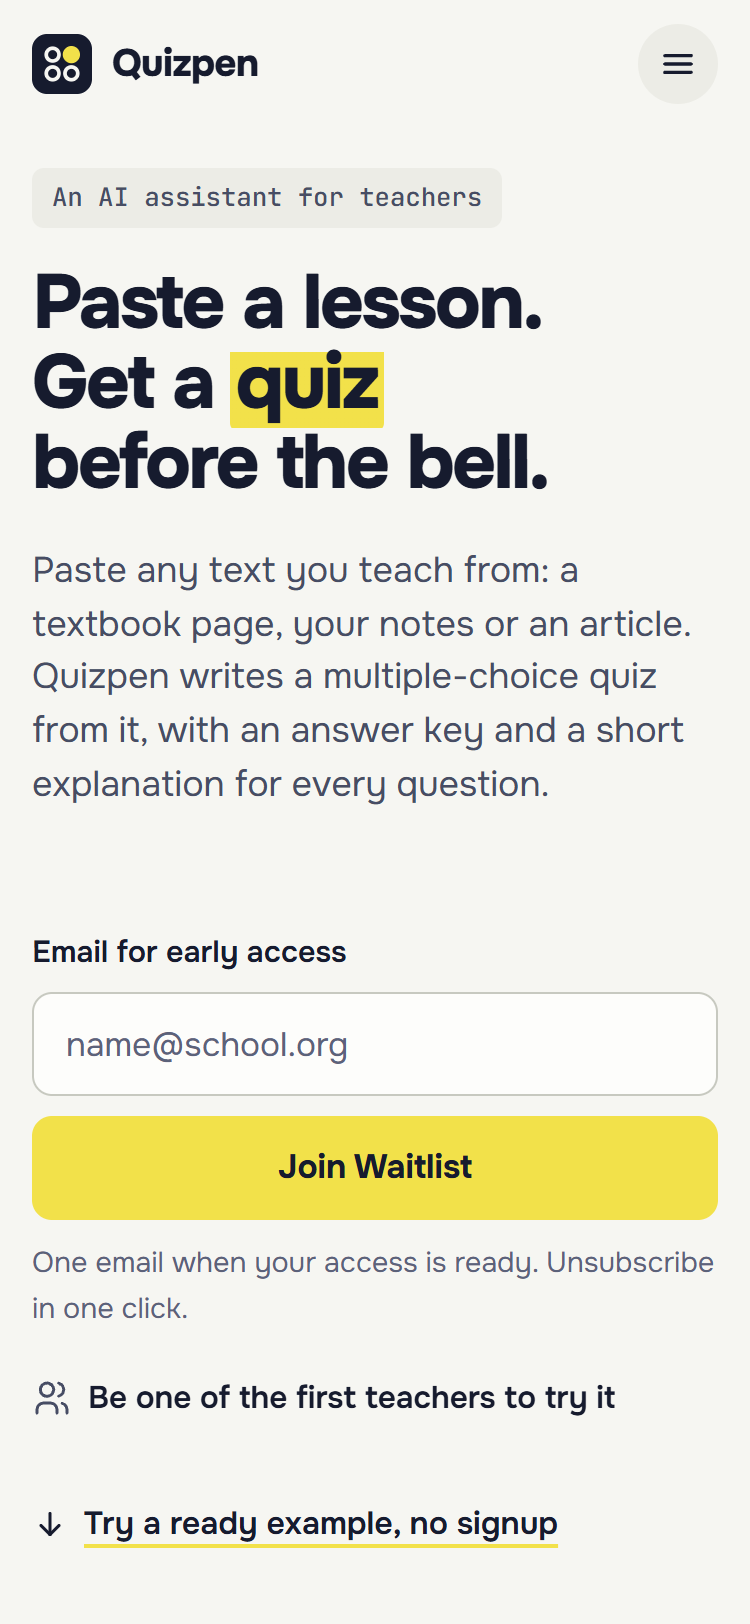 Quizpen
An AI assistant for teachers
Paste a lesson.
Get a quiz
before the bell.
Paste any text you teach from: a
textbook page, your notes or an article.
Quizpen writes a multiple-choice quiz
from it, with an answer key and a short
explanation for every question.
Email for early access
name@school.org
Join Waitlist
One email when your access is ready. Unsubscribe
in one click.
Be one of the first teachers to try it
Try a ready example, no signup